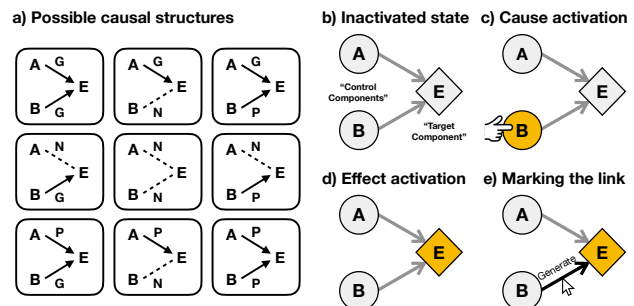 a) Possible causal structures
A G
E
B G
A G
E
B N
A G
E
B P
A N
E
B G
A N
E
B N
A N
E
B P
A P
E
B G
A P
E
B N
A P
E
B P
b) Inactivated state
A
“Control
Components”
E
B
“Target
Component”
c) Cause activation
A
E
B
d) Effect activation
A
E
B
e) Marking the link
A
E
Generate
B